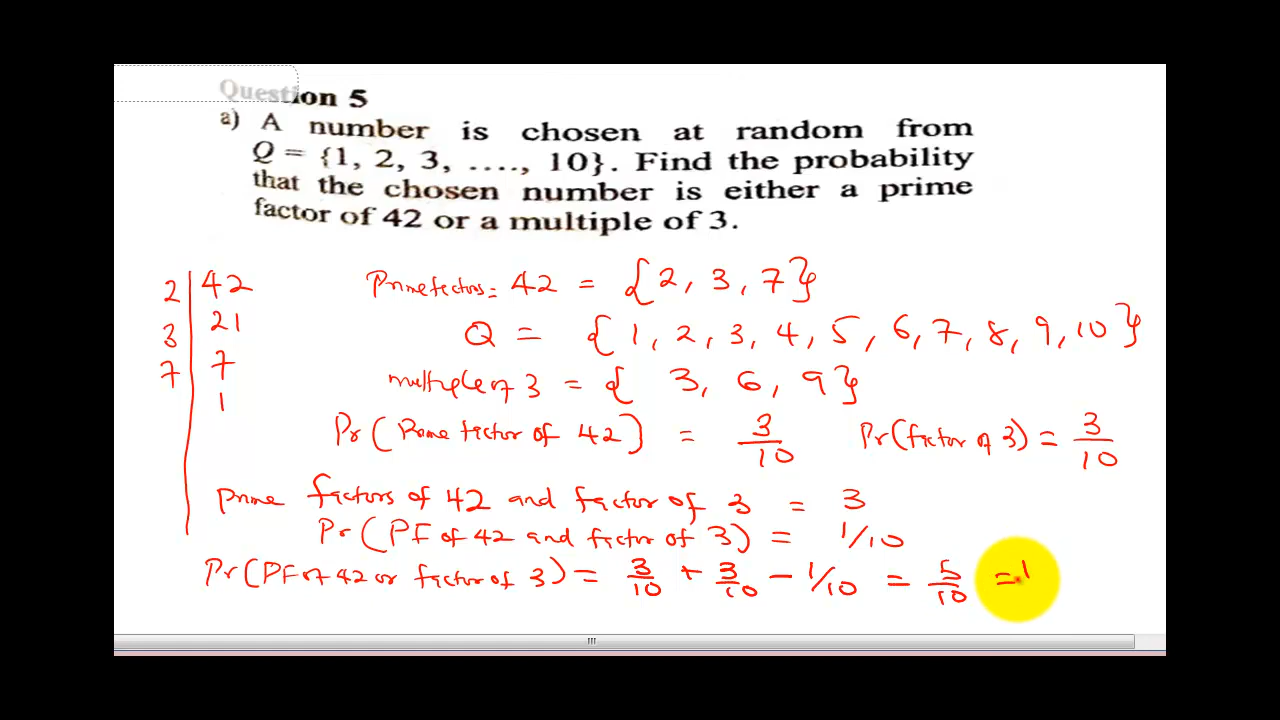 Question 5
a) A number is chosen at random from
Q = {1, 2, 3, ...., 10}. Find the probability
that the chosen number is either a prime
factor of 42 or a multiple of 3.
2 | 42
3 | 21
7 | 7
1
Prime factors = 42 = {2, 3, 7}
Q = {1, 2, 3, 4, 5, 6, 7, 8, 9, 10}
multiple of 3 = {3, 6, 9}
Pr(Prime factor of 42) = 3/10 Pr(factor of 3) = 3/10
Prime factors of 42 and factor of 3 = 3
Pr(PF of 42 and factor of 3) = 1/10
Pr(PF of 42 or factor of 3) = 3/10 + 3/10 - 1/10 = 5/10 = 1